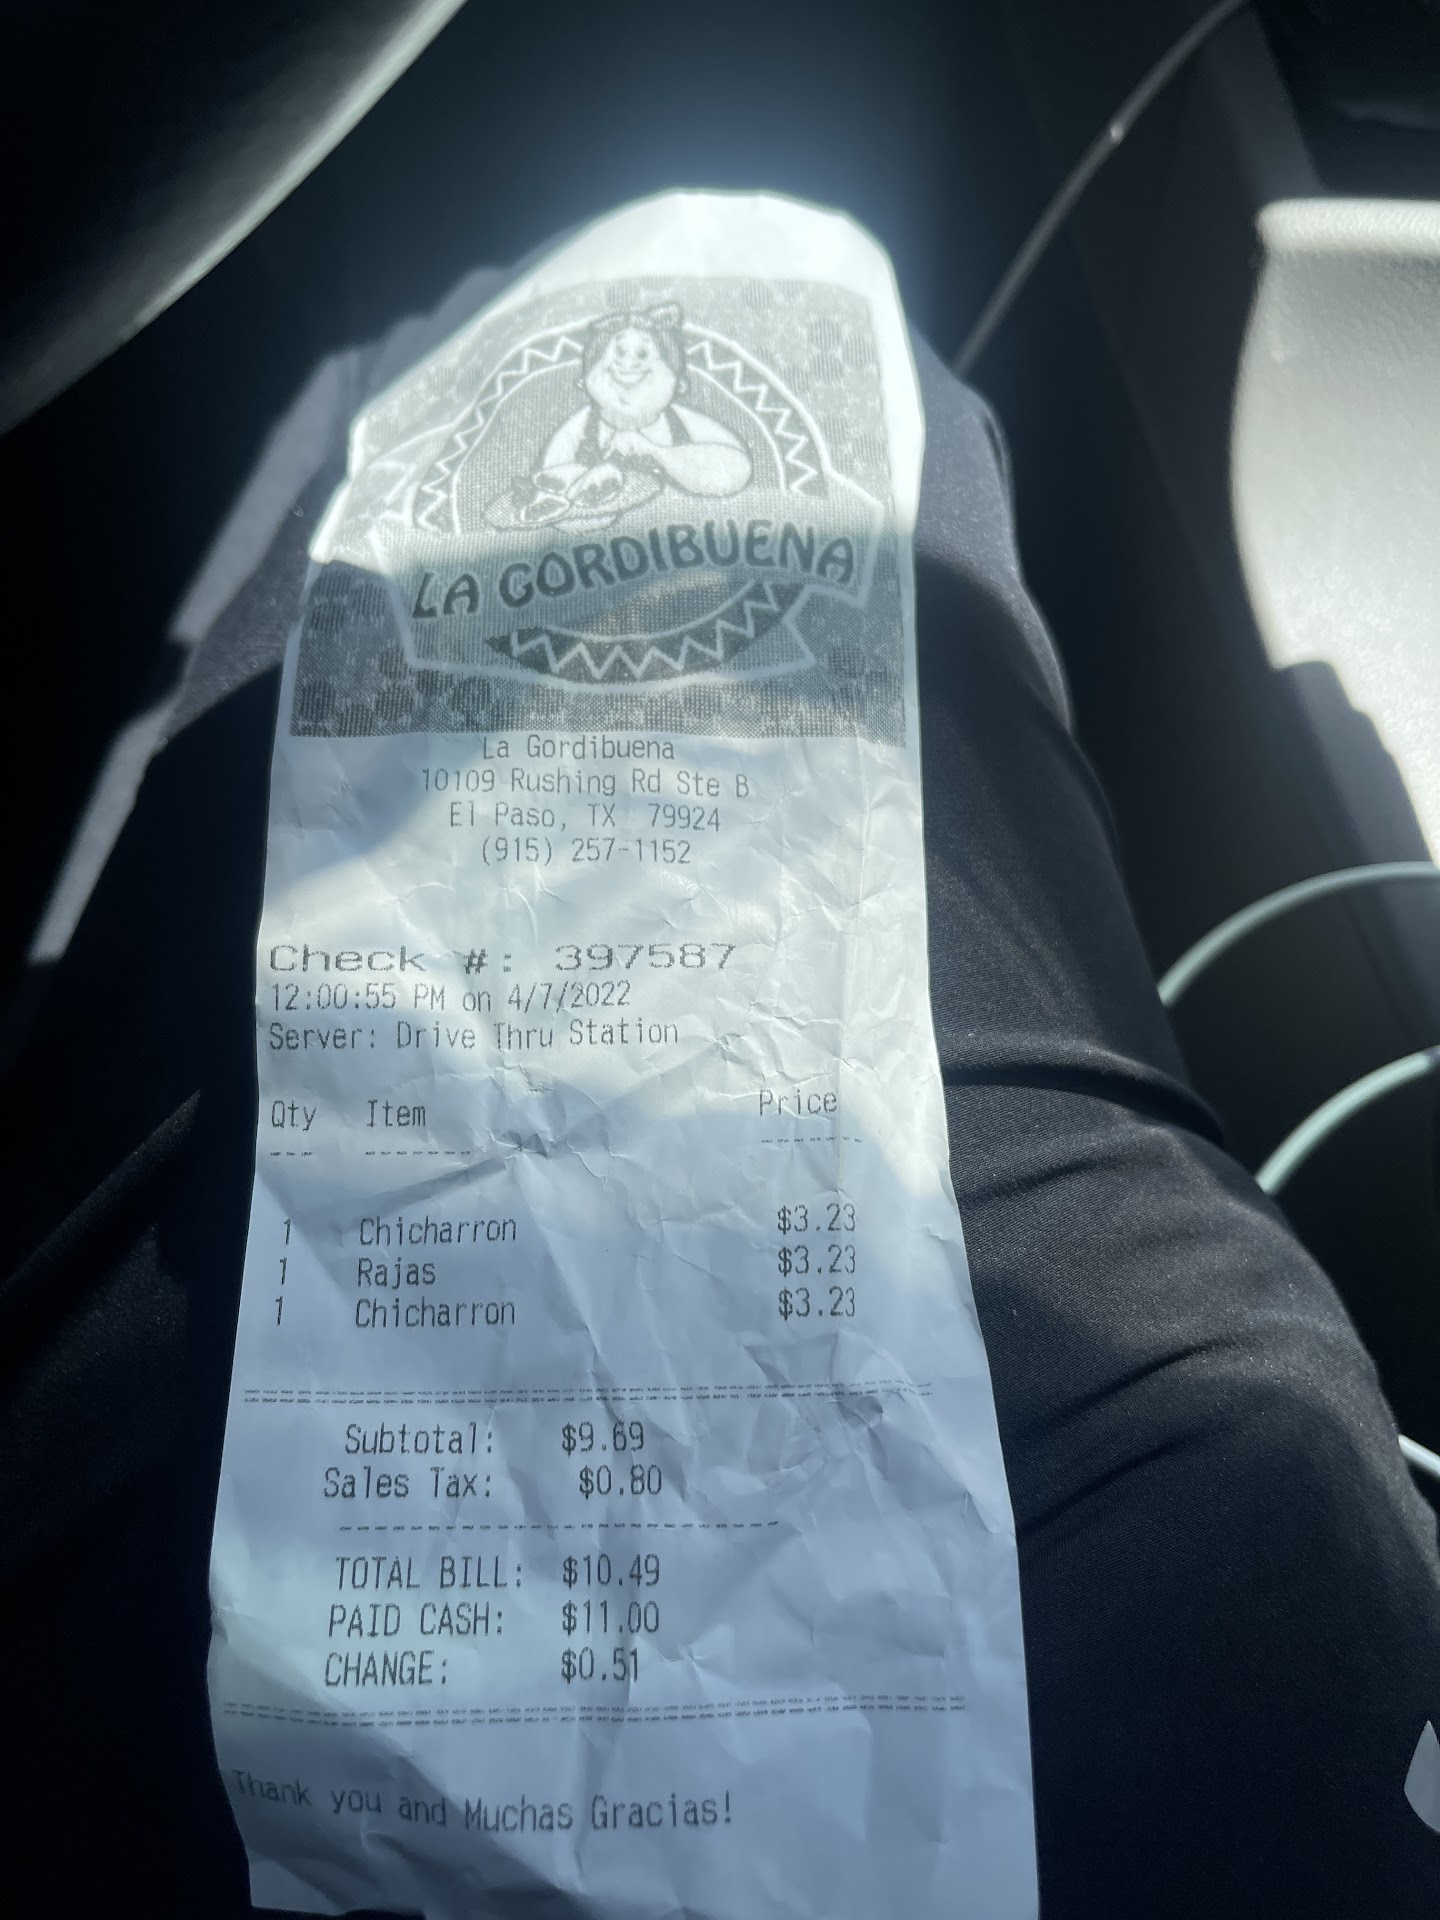 LA GORDIBUENA
La Gordibuena
10109 Rushing Rd Ste B
El Paso, TX 79924
(915) 257-1152
Check #: 397587
12:00:55 PM on 4/7/2022
Server: Drive Thru Station
Qty Item Price
1 Chicharron $3.23
1 Rajas $3.23
1 Chicharron $3.23
Subtotal: $9.69
Sales Tax: $0.80
TOTAL BILL: $10.49
PAID CASH: $11.00
CHANGE: $0.51
Thank you and Muchas Gracias!